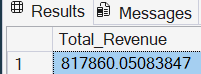 Results Messages
Total_Revenue
1 817860.05083847